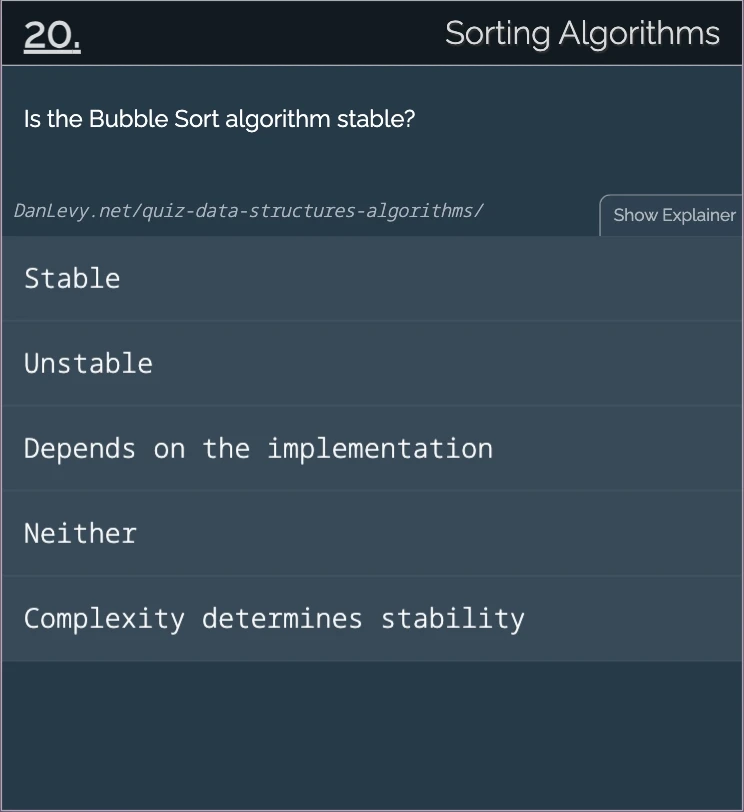 20.
Sorting Algorithms
Is the Bubble Sort algorithm stable?
DanLevy.net/quiz-data-structures-algorithms/
Show Explainer
Stable
Unstable
Depends on the implementation
Neither
Complexity determines stability